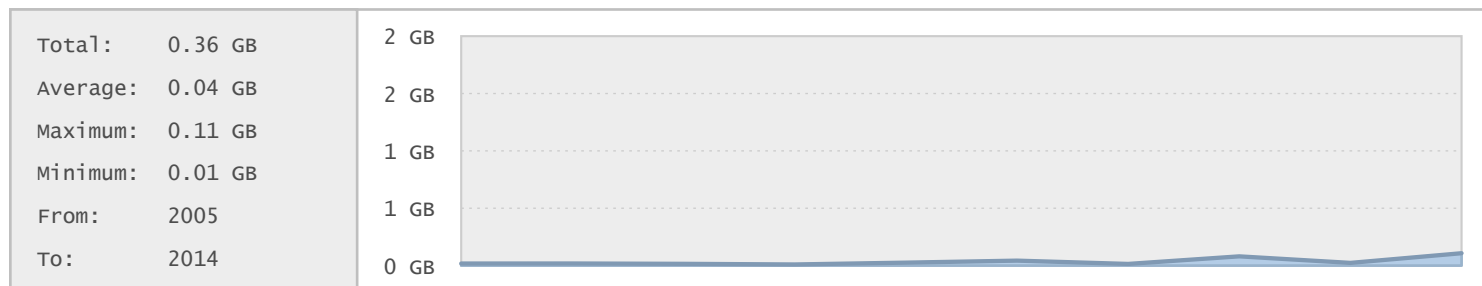 Total: 0.36 GB
Average: 0.04 GB
Maximum: 0.11 GB
Minimum: 0.01 GB
From: 2005
To: 2014
2 GB
2 GB
1 GB
1 GB
0 GB